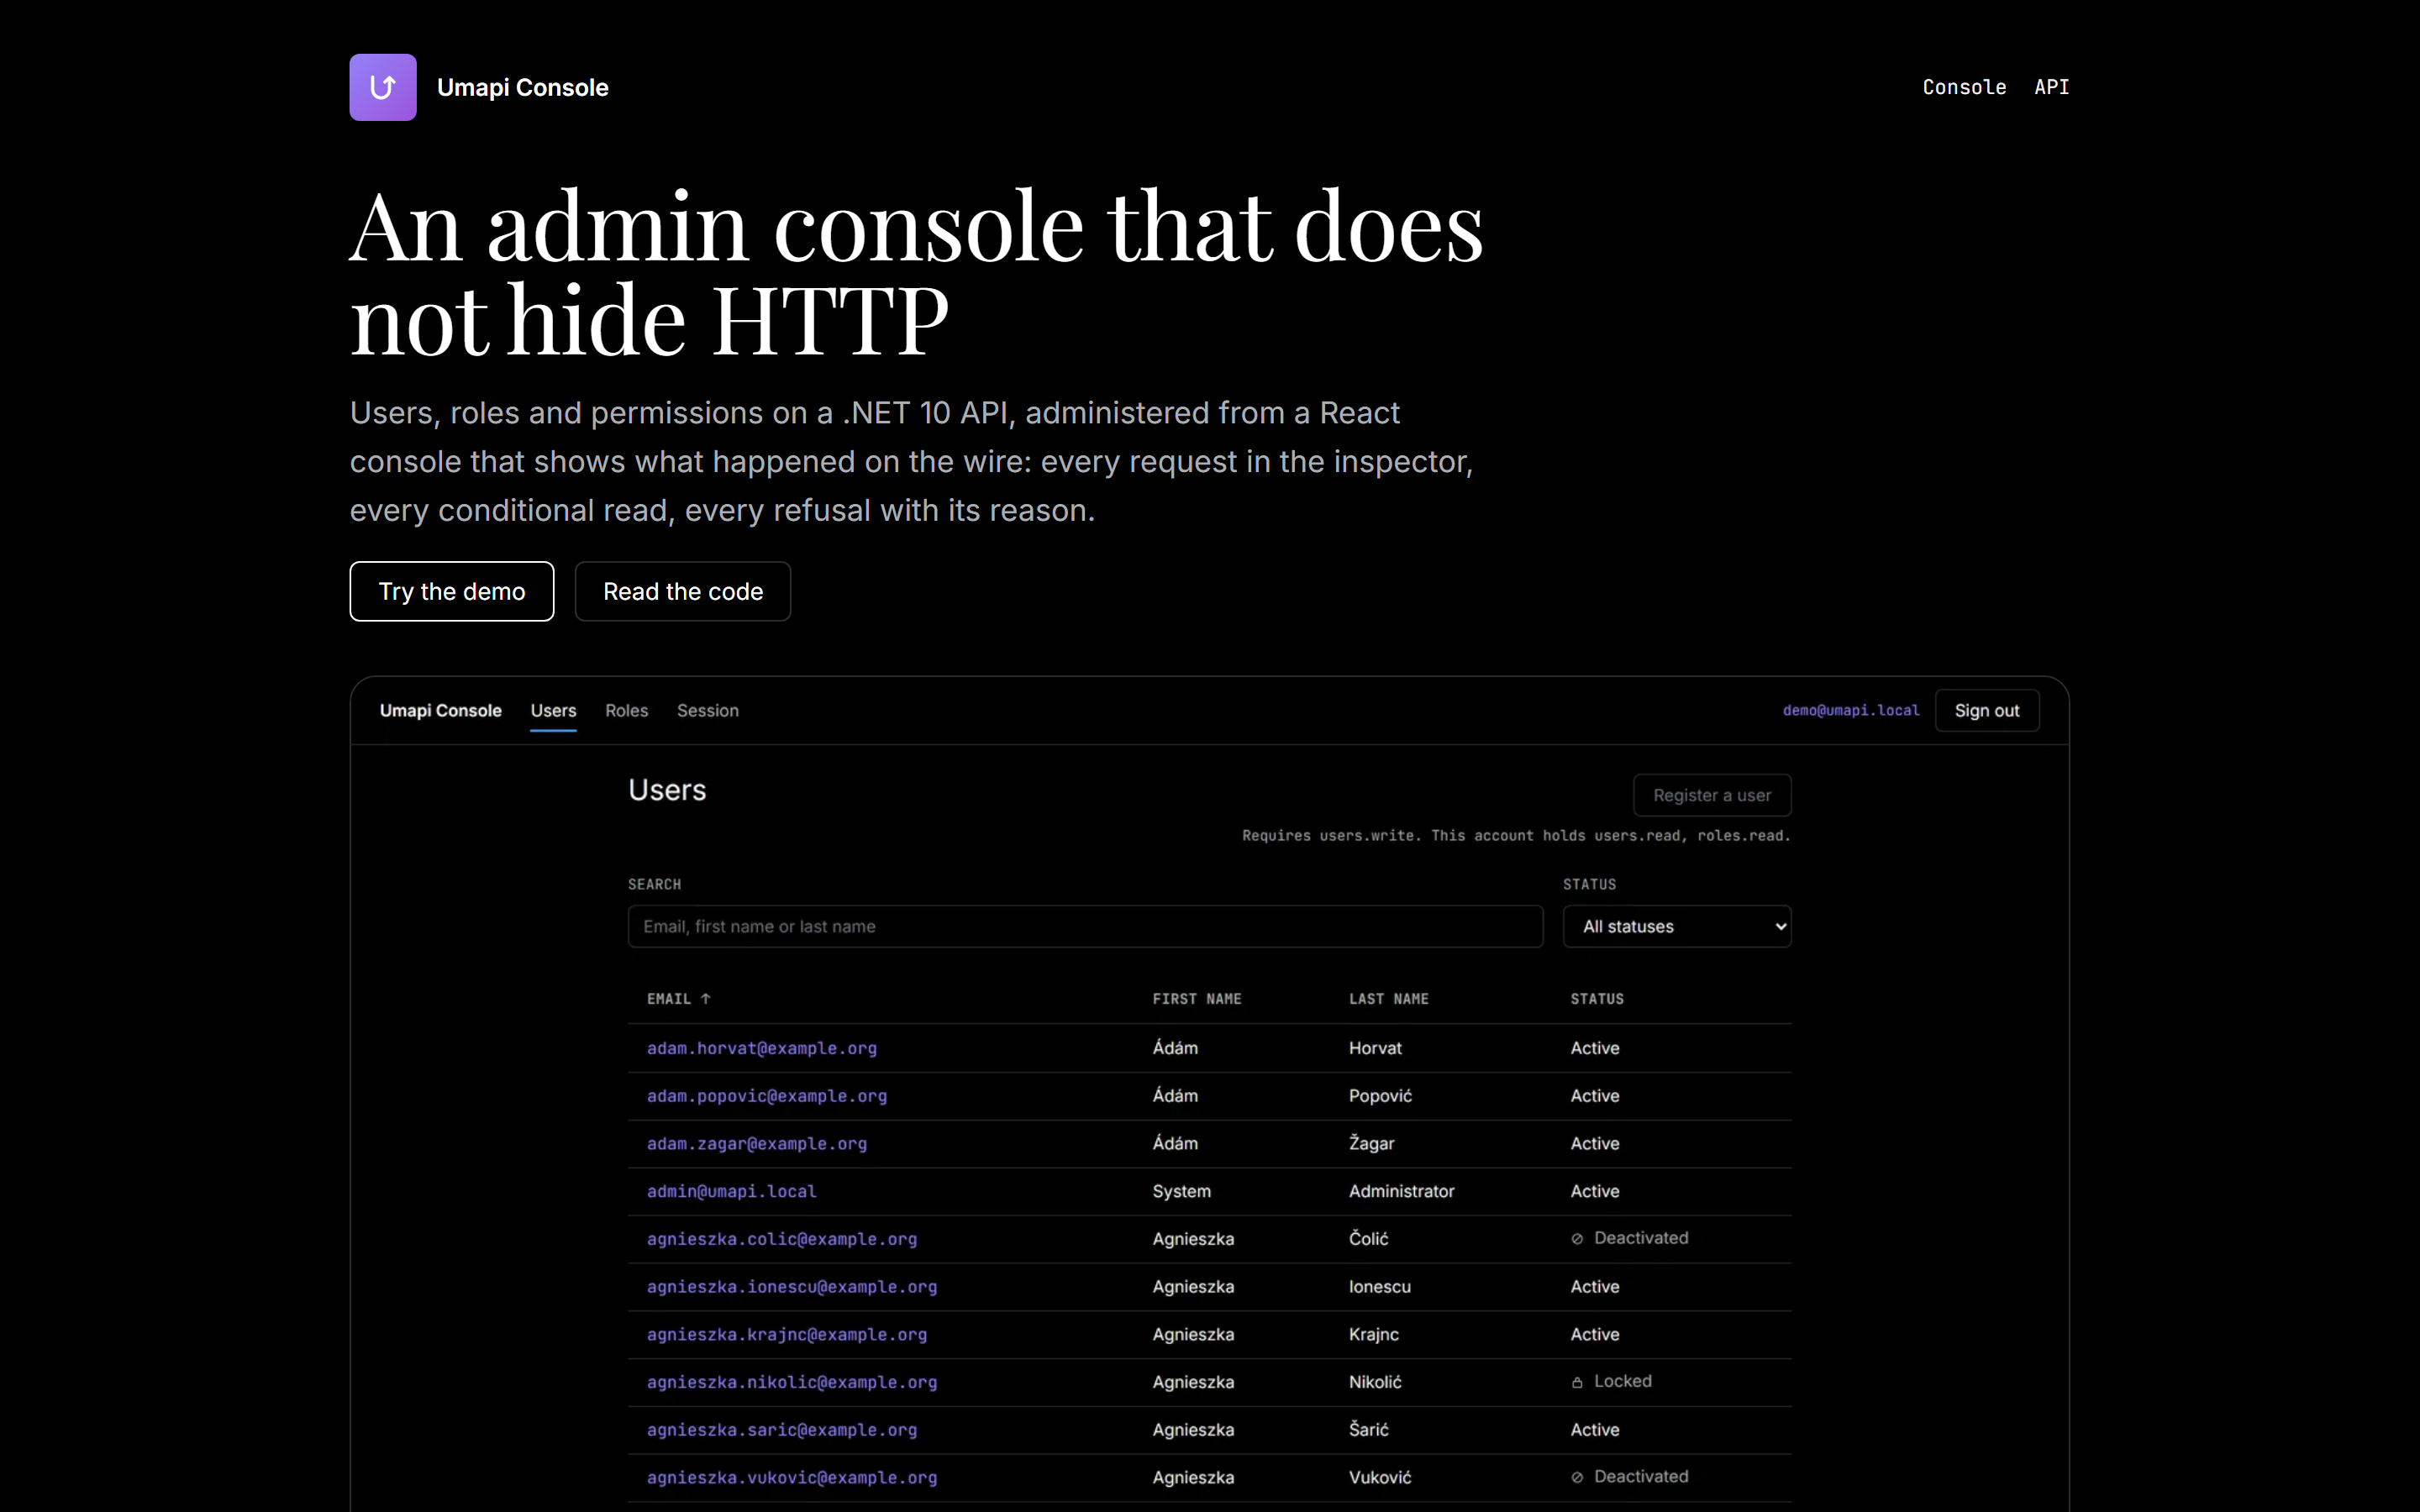 Umapi Console
Console API
An admin console that does
not hide HTTP
Users, roles and permissions on a .NET 10 API, administered from a React
console that shows what happened on the wire: every request in the inspector,
every conditional read, every refusal with its reason.
Try the demo Read the code
Umapi Console Users Roles Session demo@umapi.local Sign out
Users Register a user
Requires users.write. This account holds users.read, roles.read.
SEARCH STATUS
Email, first name or last name All statuses
EMAIL ↑ FIRST NAME LAST NAME STATUS
adam.horvat@example.org Ádám Horvat Active
adam.popovic@example.org Ádám Popović Active
adam.zagar@example.org Ádám Žagar Active
admin@umapi.local System Administrator Active
agnieszka.colic@example.org Agnieszka Čolić Deactivated
agnieszka.ionescu@example.org Agnieszka Ionescu Active
agnieszka.krajnc@example.org Agnieszka Krajnc Active
agnieszka.nikolic@example.org Agnieszka Nikolić Locked
agnieszka.saric@example.org Agnieszka Šarić Active
agnieszka.vukovic@example.org Agnieszka Vuković Deactivated